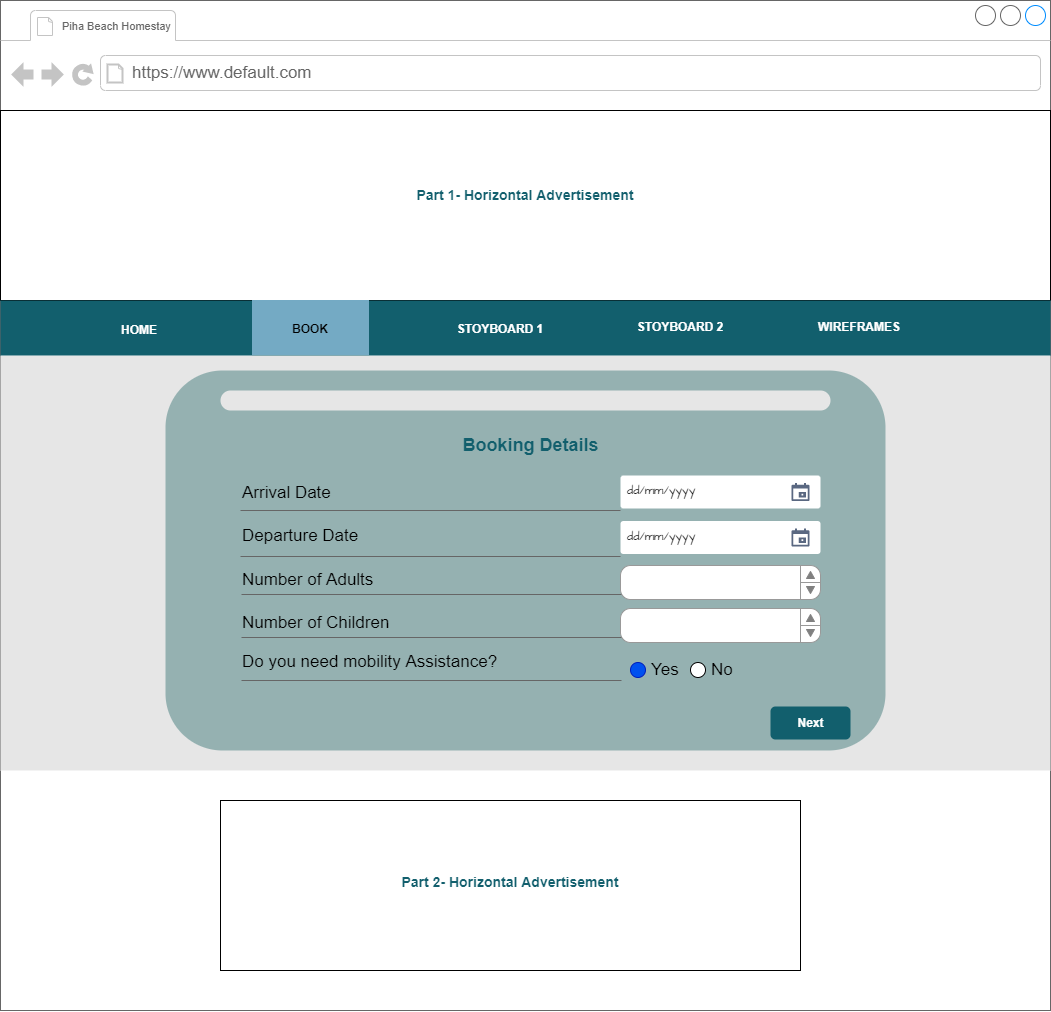 Piha Beach Homestay
https://www.default.com
Part 1- Horizontal Advertisement
HOME BOOK STOYBOARD 1 STOYBOARD 2 WIREFRAMES
Booking Details
Arrival Date dd/mm/yyyy
Departure Date dd/mm/yyyy
Number of Adults
Number of Children
Do you need mobility Assistance? Yes No
Next
Part 2- Horizontal Advertisement